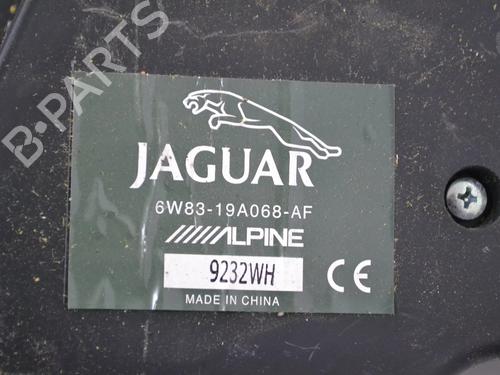 B-PARTS
JAGUAR
6W83-19A068-AF
ALPINE
9232WH
CE
MADE IN CHINA